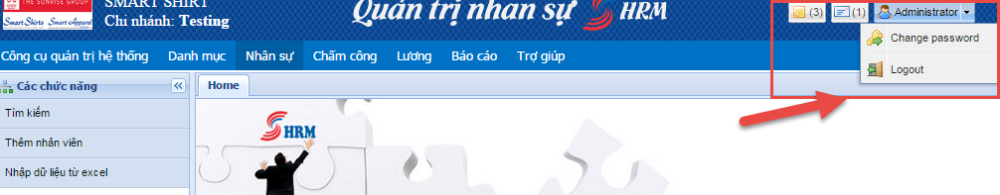 THE SUNRISE GROUP
Smart Shirts Smart Apparel
SMART SHIRT
Chi nhánh: Testing
Quản trị nhân sự SHRM
(3) (1) Administrator
Change password
Logout
Công cụ quản trị hệ thống Danh mục Nhân sự Chấm công Lương Báo cáo Trợ giúp
Các chức năng
Tìm kiếm
Thêm nhân viên
Nhập dữ liệu từ excel
Home
SHRM